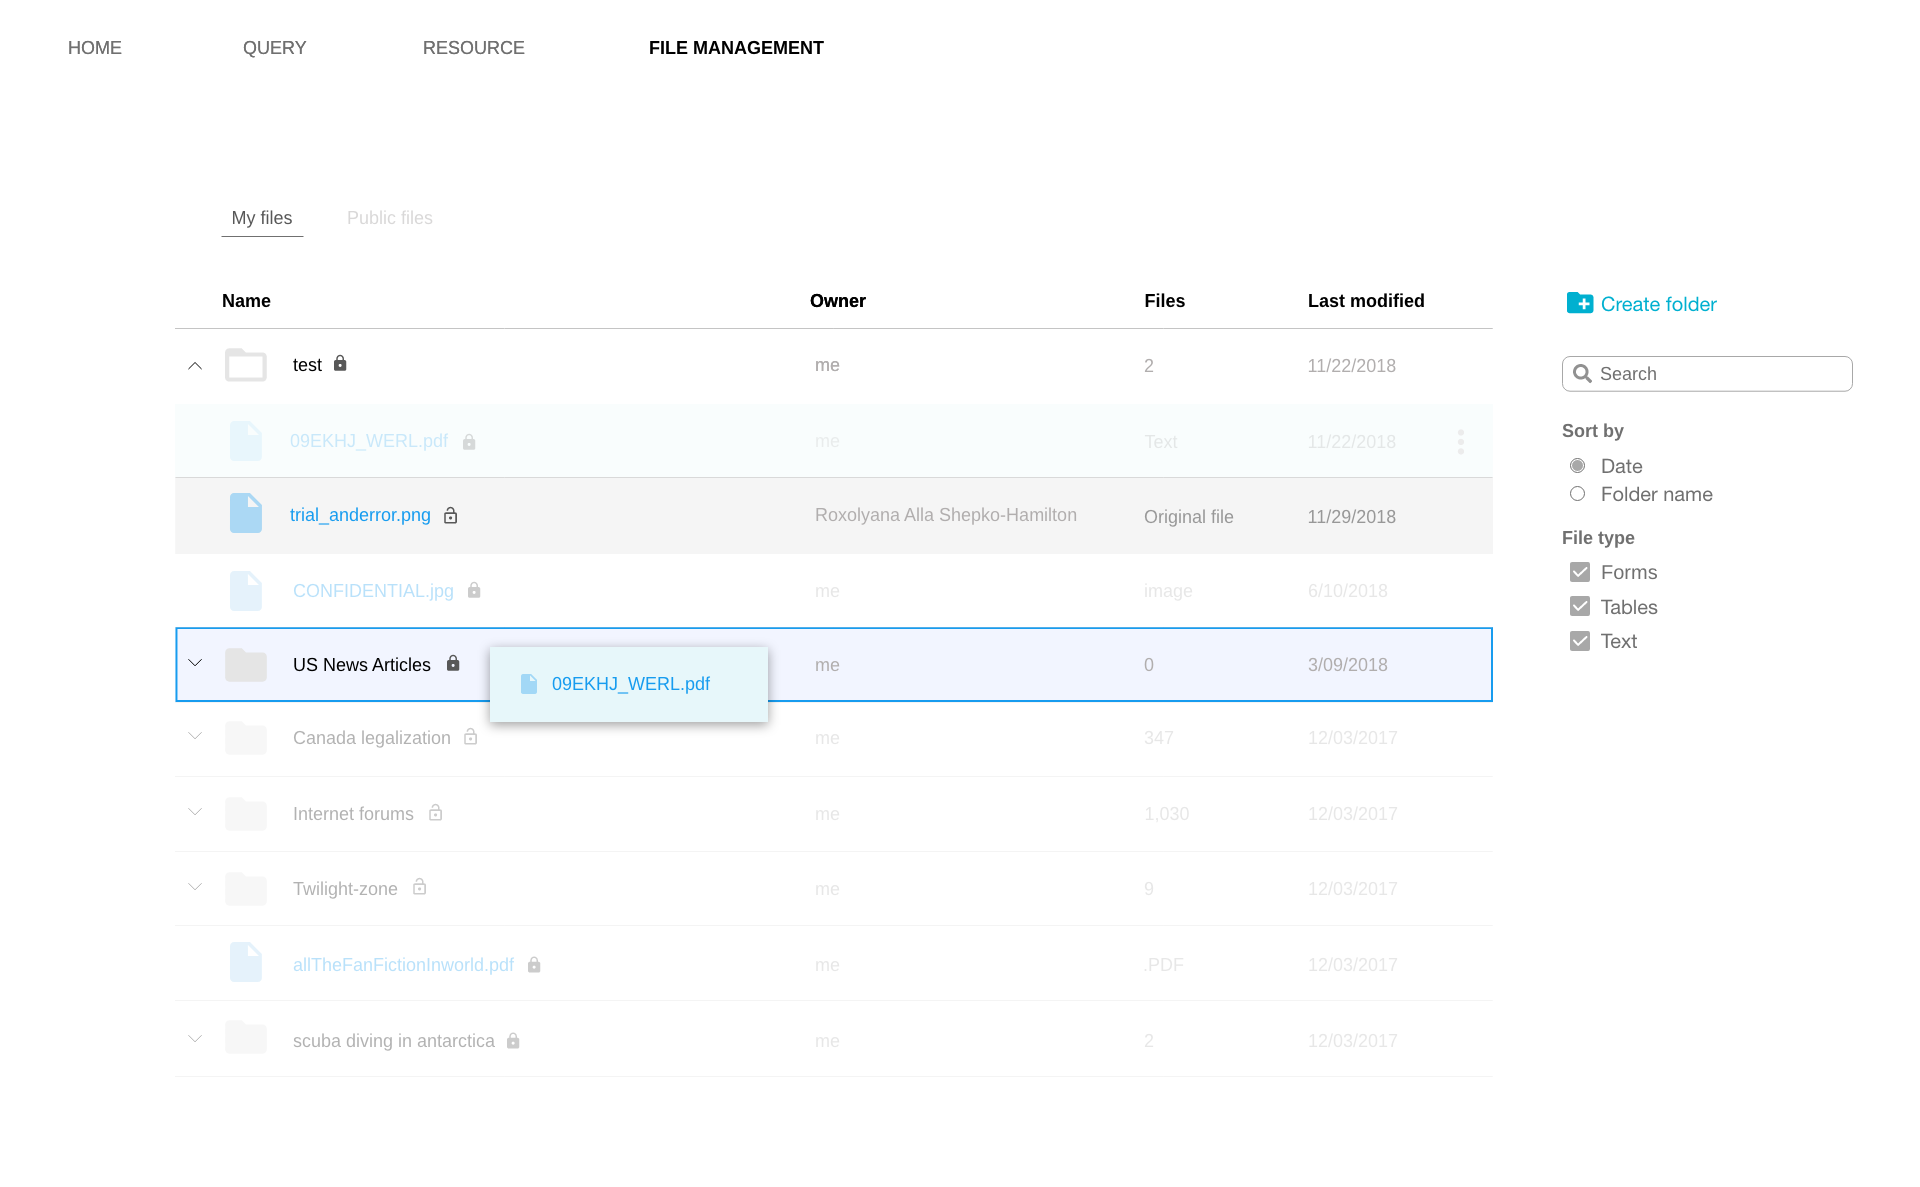 HOME QUERY RESOURCE FILE MANAGEMENT
My files Public files
Name Owner Files Last modified
Create folder
test me 2 11/22/2018
Search
09EKHJ_WERL.pdf me Text 11/22/2018
Sort by
Date
Folder name
trial_anderror.png Roxolyana Alla Shepko-Hamilton Original file 11/29/2018
File type
Forms
CONFIDENTIAL.jpg me image 6/10/2018
Tables
Text
US News Articles me 0 3/09/2018
09EKHJ_WERL.pdf
Canada legalization me 347 12/03/2017
Internet forums me 1,030 12/03/2017
Twilight-zone me 9 12/03/2017
allTheFanFictionInworld.pdf me .PDF 12/03/2017
scuba diving in antarctica me 2 12/03/2017